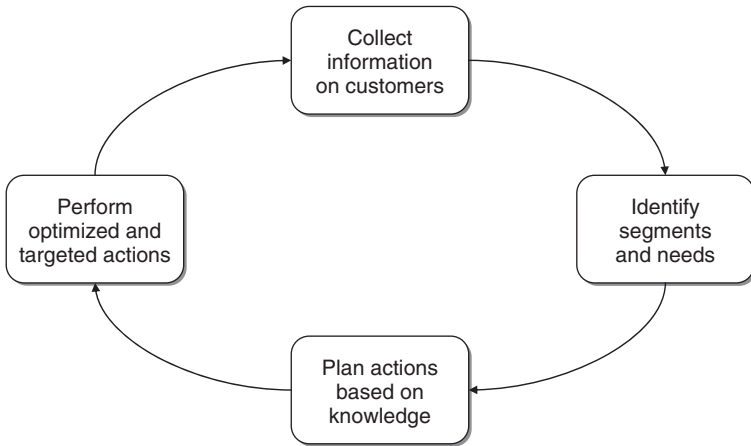 Collect
information
on customers
Identify
segments
and needs
Plan actions
based on
knowledge
Perform
optimized and
targeted actions